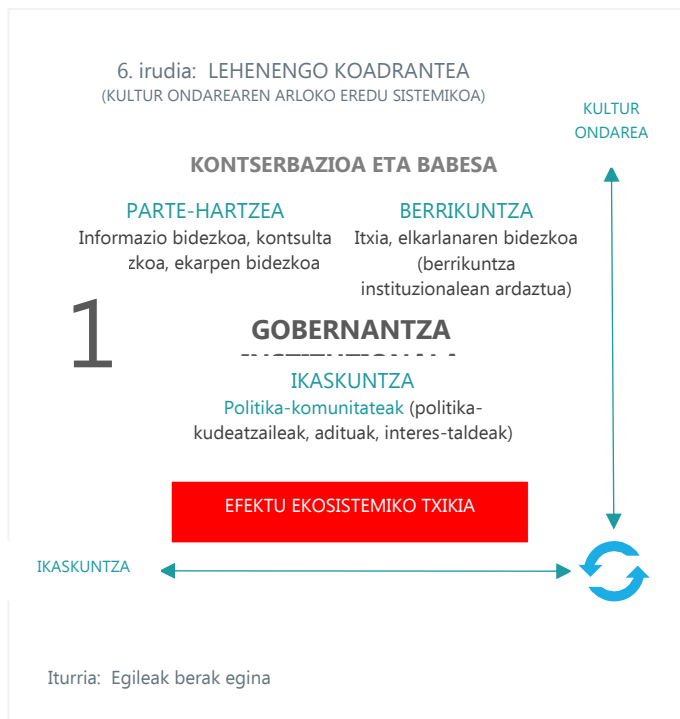 6. irudia: LEHENENGO KOADRANTEA
(KULTUR ONDAREAREN ARLOKO EREDU SISTEMIKOA)
KULTUR
ONDAREA
KONTSERBAZIOA ETA BABESA
PARTE-HARTZEA
Informazio bidezkoa, kontsulta
zkoa, ekarpen bidezkoa
BERRIKUNTZA
Itxia, elkarlanaren bidezkoa
(berrikuntza
instituzionalean ardaztua)
1
GOBERNANTZA
IKASKUNTZA
Politika-komunitateak (politika-
kudeatzaileak, adituak, interes-taldeak)
EFEKTU EKOSISTEMIKO TXIKIA
IKASKUNTZA
Iturria: Egileak berak egina